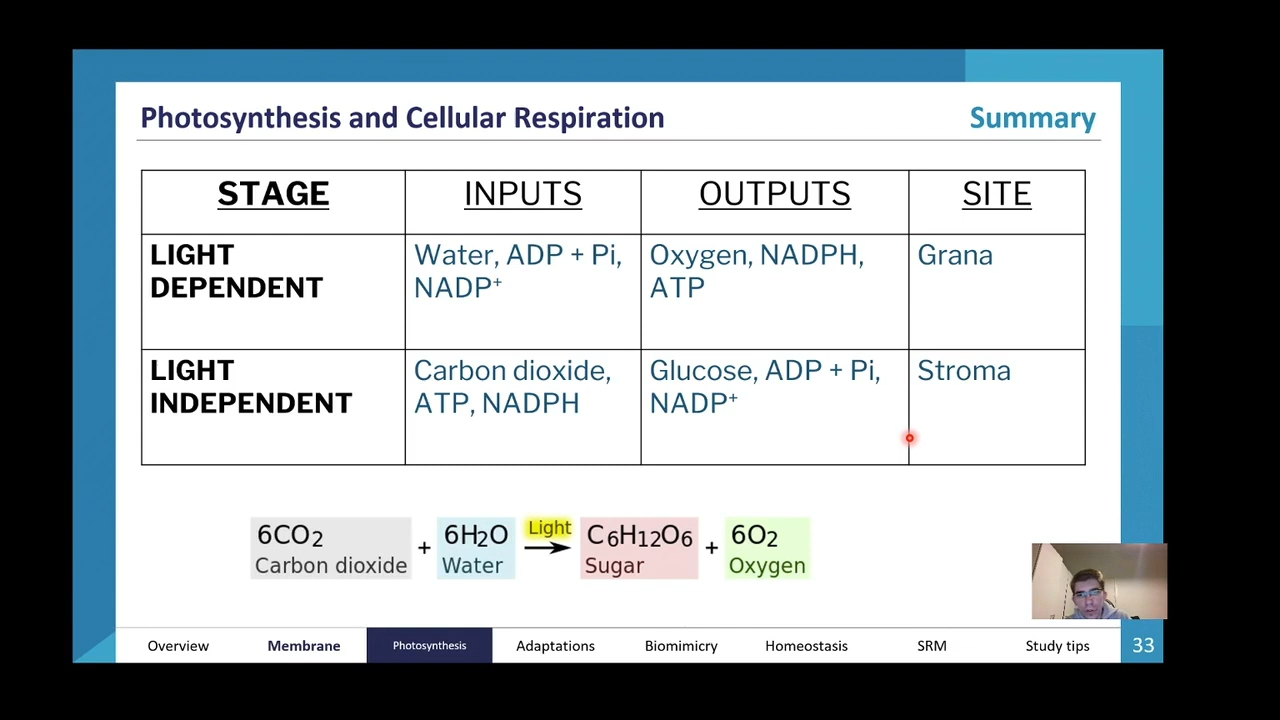 Photosynthesis and Cellular Respiration
Summary
STAGE
INPUTS
OUTPUTS
SITE
LIGHT
DEPENDENT
Water, ADP + Pi,
NADP⁺
Oxygen, NADPH,
ATP
Grana
LIGHT
INDEPENDENT
Carbon dioxide,
ATP, NADPH
Glucose, ADP + Pi,
NADP⁺
Stroma
6CO₂ + 6H₂O Light → C₆H₁₂O₆ + 6O₂
Carbon dioxide Water Sugar Oxygen
Overview Membrane Photosynthesis Adaptations Biomimicry Homeostasis SRM Study tips 33